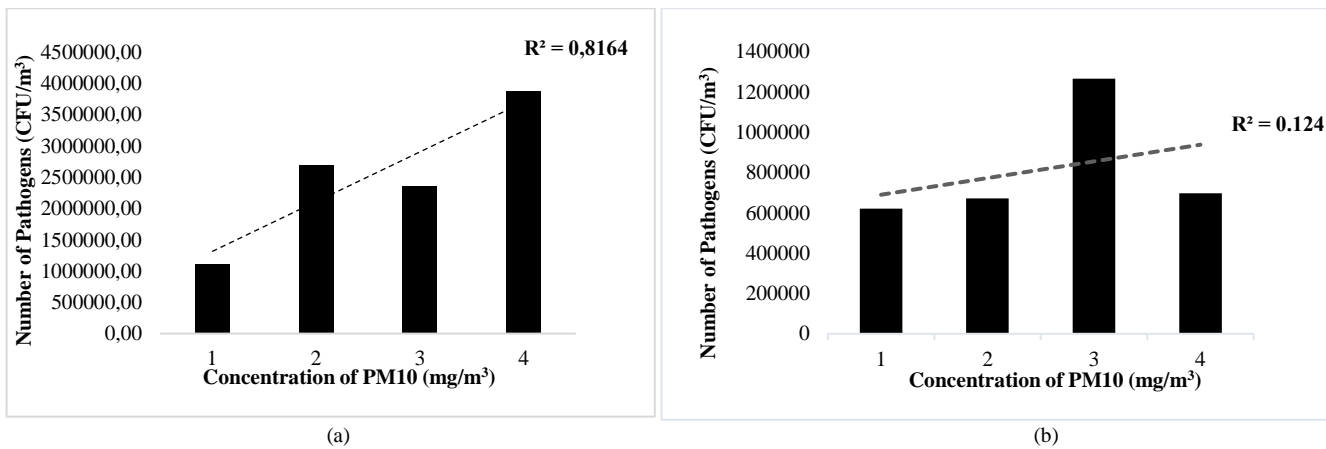 Number of Pathogens (CFU/m³)
4500000,00
4000000,00
3500000,00
3000000,00
2500000,00
2000000,00
1500000,00
1000000,00
500000,00
0,00
R² = 0,8164
1 2 3 4
Concentration of PM10 (mg/m³)
(a)
Number of Pathogens (CFU/m³)
1400000
1200000
1000000
800000
600000
400000
200000
0
R² = 0.124
1 2 3 4
Concentration of PM10 (mg/m³)
(b)